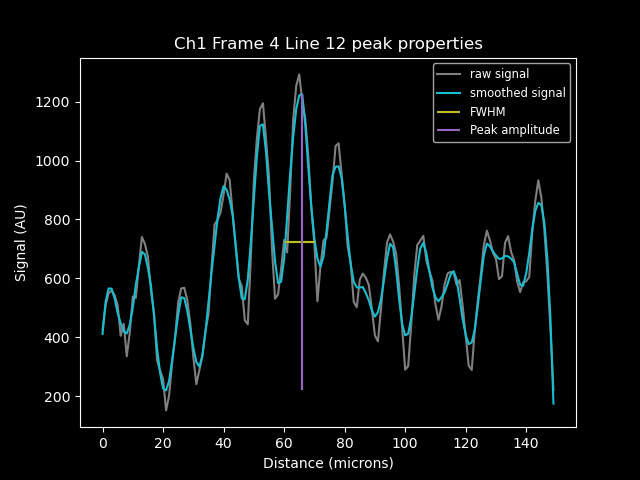 Ch1 Frame 4 Line 12 peak properties
raw signal
smoothed signal
FWHM
Peak amplitude
Signal (AU)
1200
1000
800
600
400
200
0 20 40 60 80 100 120 140
Distance (microns)